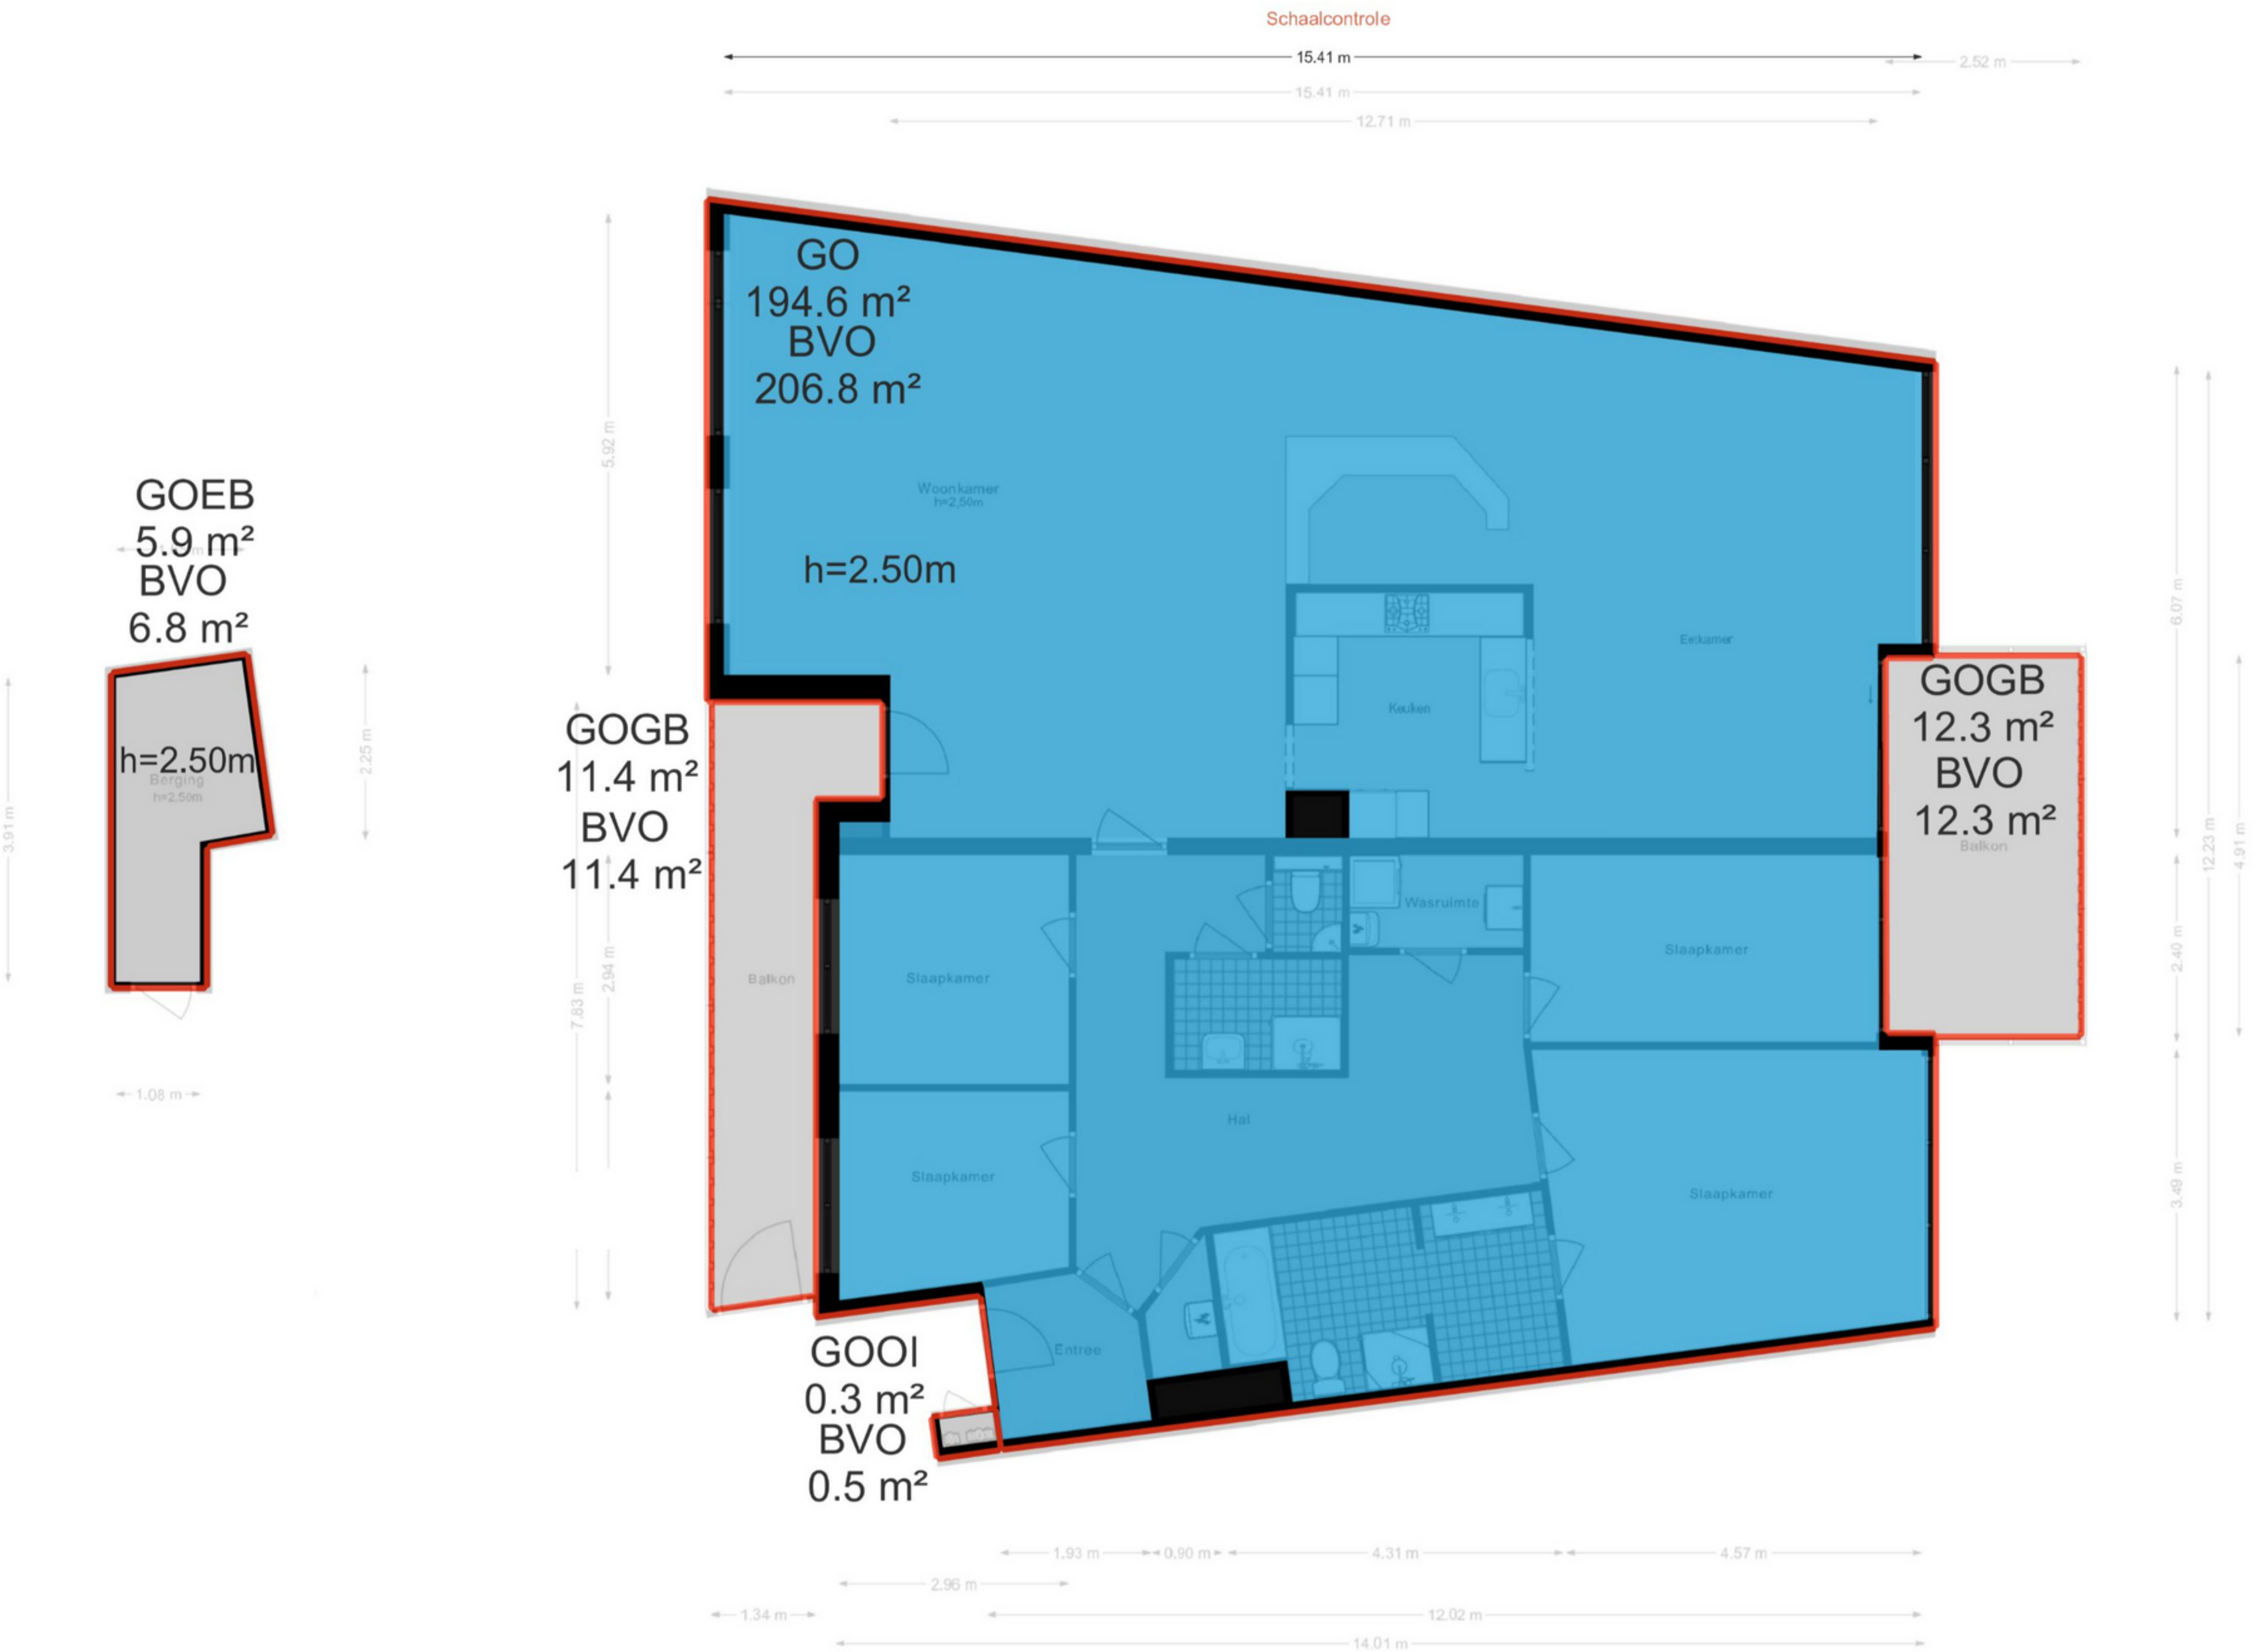 Schaalcontrole
15.41 m
2.52 m
15.41 m
12.71 m
GO
194.6 m²
BVO
206.8 m²
5.92 m
Woonkamer
h=2,50m
h=2.50m
GOEB
5.9 m²
BVO
6.8 m²
h=2.50m
Berging
h=2.50m
3.91 m
2.25 m
1.08 m
Eetkamer
Keuken
6.07 m
GOGB
12.3 m²
BVO
12.3 m²
Balkon
12.23 m
4.91 m
GOGB
11.4 m²
BVO
11.4 m²
Balkon
7.83 m
2.94 m
Slaapkamer
Wasruimte
Slaapkamer
2.40 m
Hal
Slaapkamer
Slaapkamer
3.49 m
Entree
GOOI
0.3 m²
BVO
0.5 m²
1.93 m
0.90 m
4.31 m
4.57 m
2.96 m
1.34 m
12.02 m
14.01 m